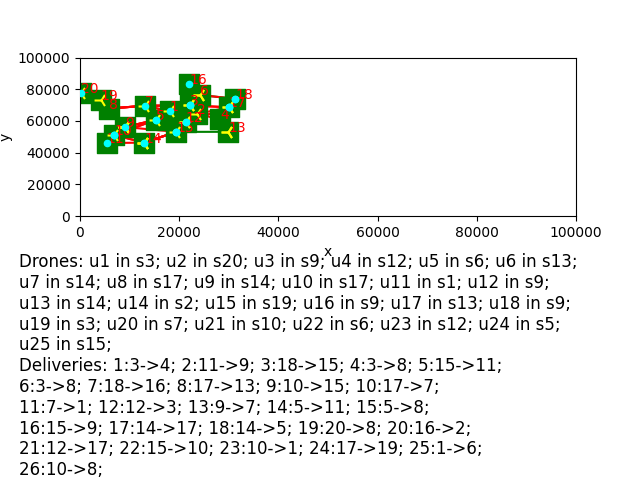 100000
80000
60000
40000
20000
0
y
0 20000 40000 60000 80000 100000
x
Drones: u1 in s3; u2 in s20; u3 in s9; u4 in s12; u5 in s6; u6 in s13;
u7 in s14; u8 in s17; u9 in s14; u10 in s17; u11 in s1; u12 in s9;
u13 in s14; u14 in s2; u15 in s19; u16 in s9; u17 in s13; u18 in s9;
u19 in s3; u20 in s7; u21 in s10; u22 in s6; u23 in s12; u24 in s5;
u25 in s15;
Deliveries: 1:3->4; 2:11->9; 3:18->15; 4:3->8; 5:15->11;
6:3->8; 7:18->16; 8:17->13; 9:10->15; 10:17->7;
11:7->1; 12:12->3; 13:9->7; 14:5->11; 15:5->8;
16:15->9; 17:14->17; 18:14->5; 19:20->8; 20:16->2;
21:12->17; 22:15->10; 23:10->1; 24:17->19; 25:1->6;
26:10->8;